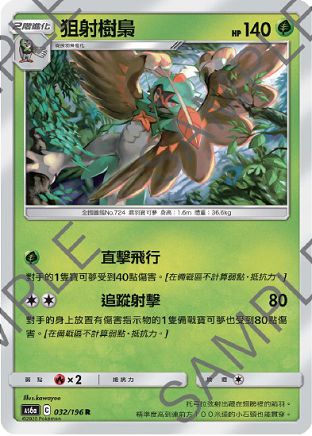 2階進化
狙射樹梟
HP140
全國圖鑑No.724 箭羽寶可夢 身高：1.6m 體重：36.6kg
直擊飛行
對手的1隻寶可夢受到40點傷害。[在備戰區不計算弱點・抵抗力。]
追蹤射擊 80
對手的1隻放置有傷害指示物的1隻備戰寶可夢也受到80點傷害。[在備戰區不計算弱點・抵抗力。]
弱點 ×2 抵抗力 撤退
Illus.kawayoo
AS6a C 032/196 R
©2020 Pokémon
SAMPLE